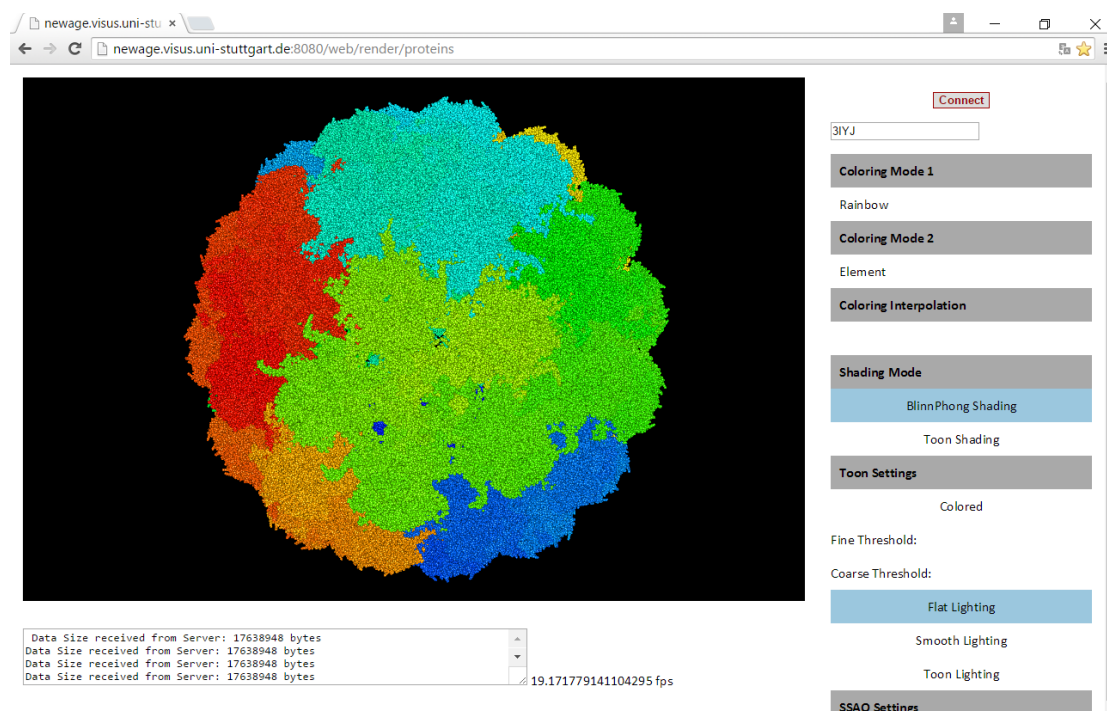 newage.visus.uni-stu
newage.visus.uni-stuttgart.de:8080/web/render/proteins
Connect
3IYJ
Coloring Mode 1
Rainbow
Coloring Mode 2
Element
Coloring Interpolation
Shading Mode
BlinnPhong Shading
Toon Shading
Toon Settings
Colored
Fine Threshold:
Coarse Threshold:
Flat Lighting
Smooth Lighting
Toon Lighting
SSAO Settings
Data Size received from Server: 17638948 bytes
Data Size received from Server: 17638948 bytes
Data Size received from Server: 17638948 bytes
Data Size received from Server: 17638948 bytes
19.171779141104295 fps